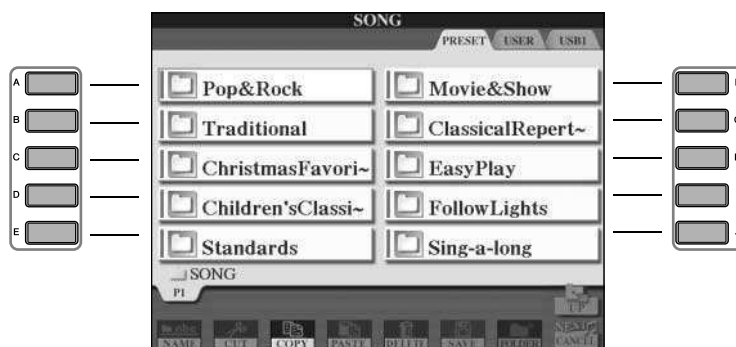 SONG
PRESET USER USB1
A
Pop&Rock Movie&Show
B
Traditional ClassicalRepert~
C
ChristmasFavori~ EasyPlay
D
Children'sClassi~ FollowLights
E
Standards Sing-a-long
SONG
P1
UP
NAME CUT COPY PASTE DELETE SAVE FOLDER CANCEL